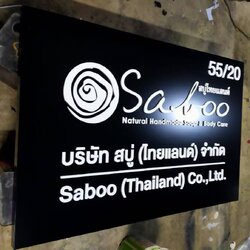 55/20
สบู่ไทยแลนด์
Saboo
Natural Handmade Soap & Body Care
บริษัท สบู่ (ไทยแลนด์) จำกัด
Saboo (Thailand) Co.,Ltd.